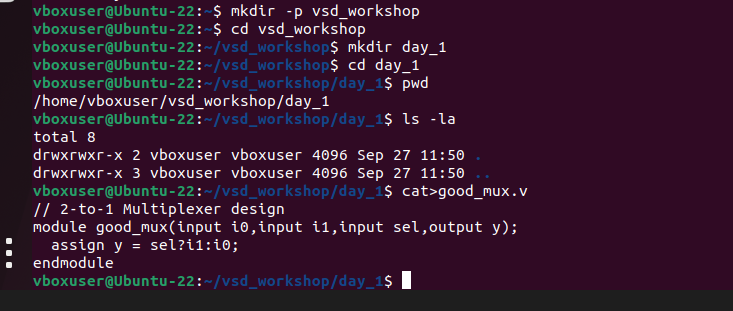 vboxuser@Ubuntu-22:~$ mkdir -p vsd_workshop
vboxuser@Ubuntu-22:~$ cd vsd_workshop
vboxuser@Ubuntu-22:~/vsd_workshop$ mkdir day_1
vboxuser@Ubuntu-22:~/vsd_workshop$ cd day_1
vboxuser@Ubuntu-22:~/vsd_workshop/day_1$ pwd
/home/vboxuser/vsd_workshop/day_1
vboxuser@Ubuntu-22:~/vsd_workshop/day_1$ ls -la
total 8
drwxrwxr-x 2 vboxuser vboxuser 4096 Sep 27 11:50 .
drwxrwxr-x 3 vboxuser vboxuser 4096 Sep 27 11:50 ..
vboxuser@Ubuntu-22:~/vsd_workshop/day_1$ cat>good_mux.v
// 2-to-1 Multiplexer design
module good_mux(input i0,input i1,input sel,output y);
  assign y = sel?i1:i0;
endmodule
vboxuser@Ubuntu-22:~/vsd_workshop/day_1$